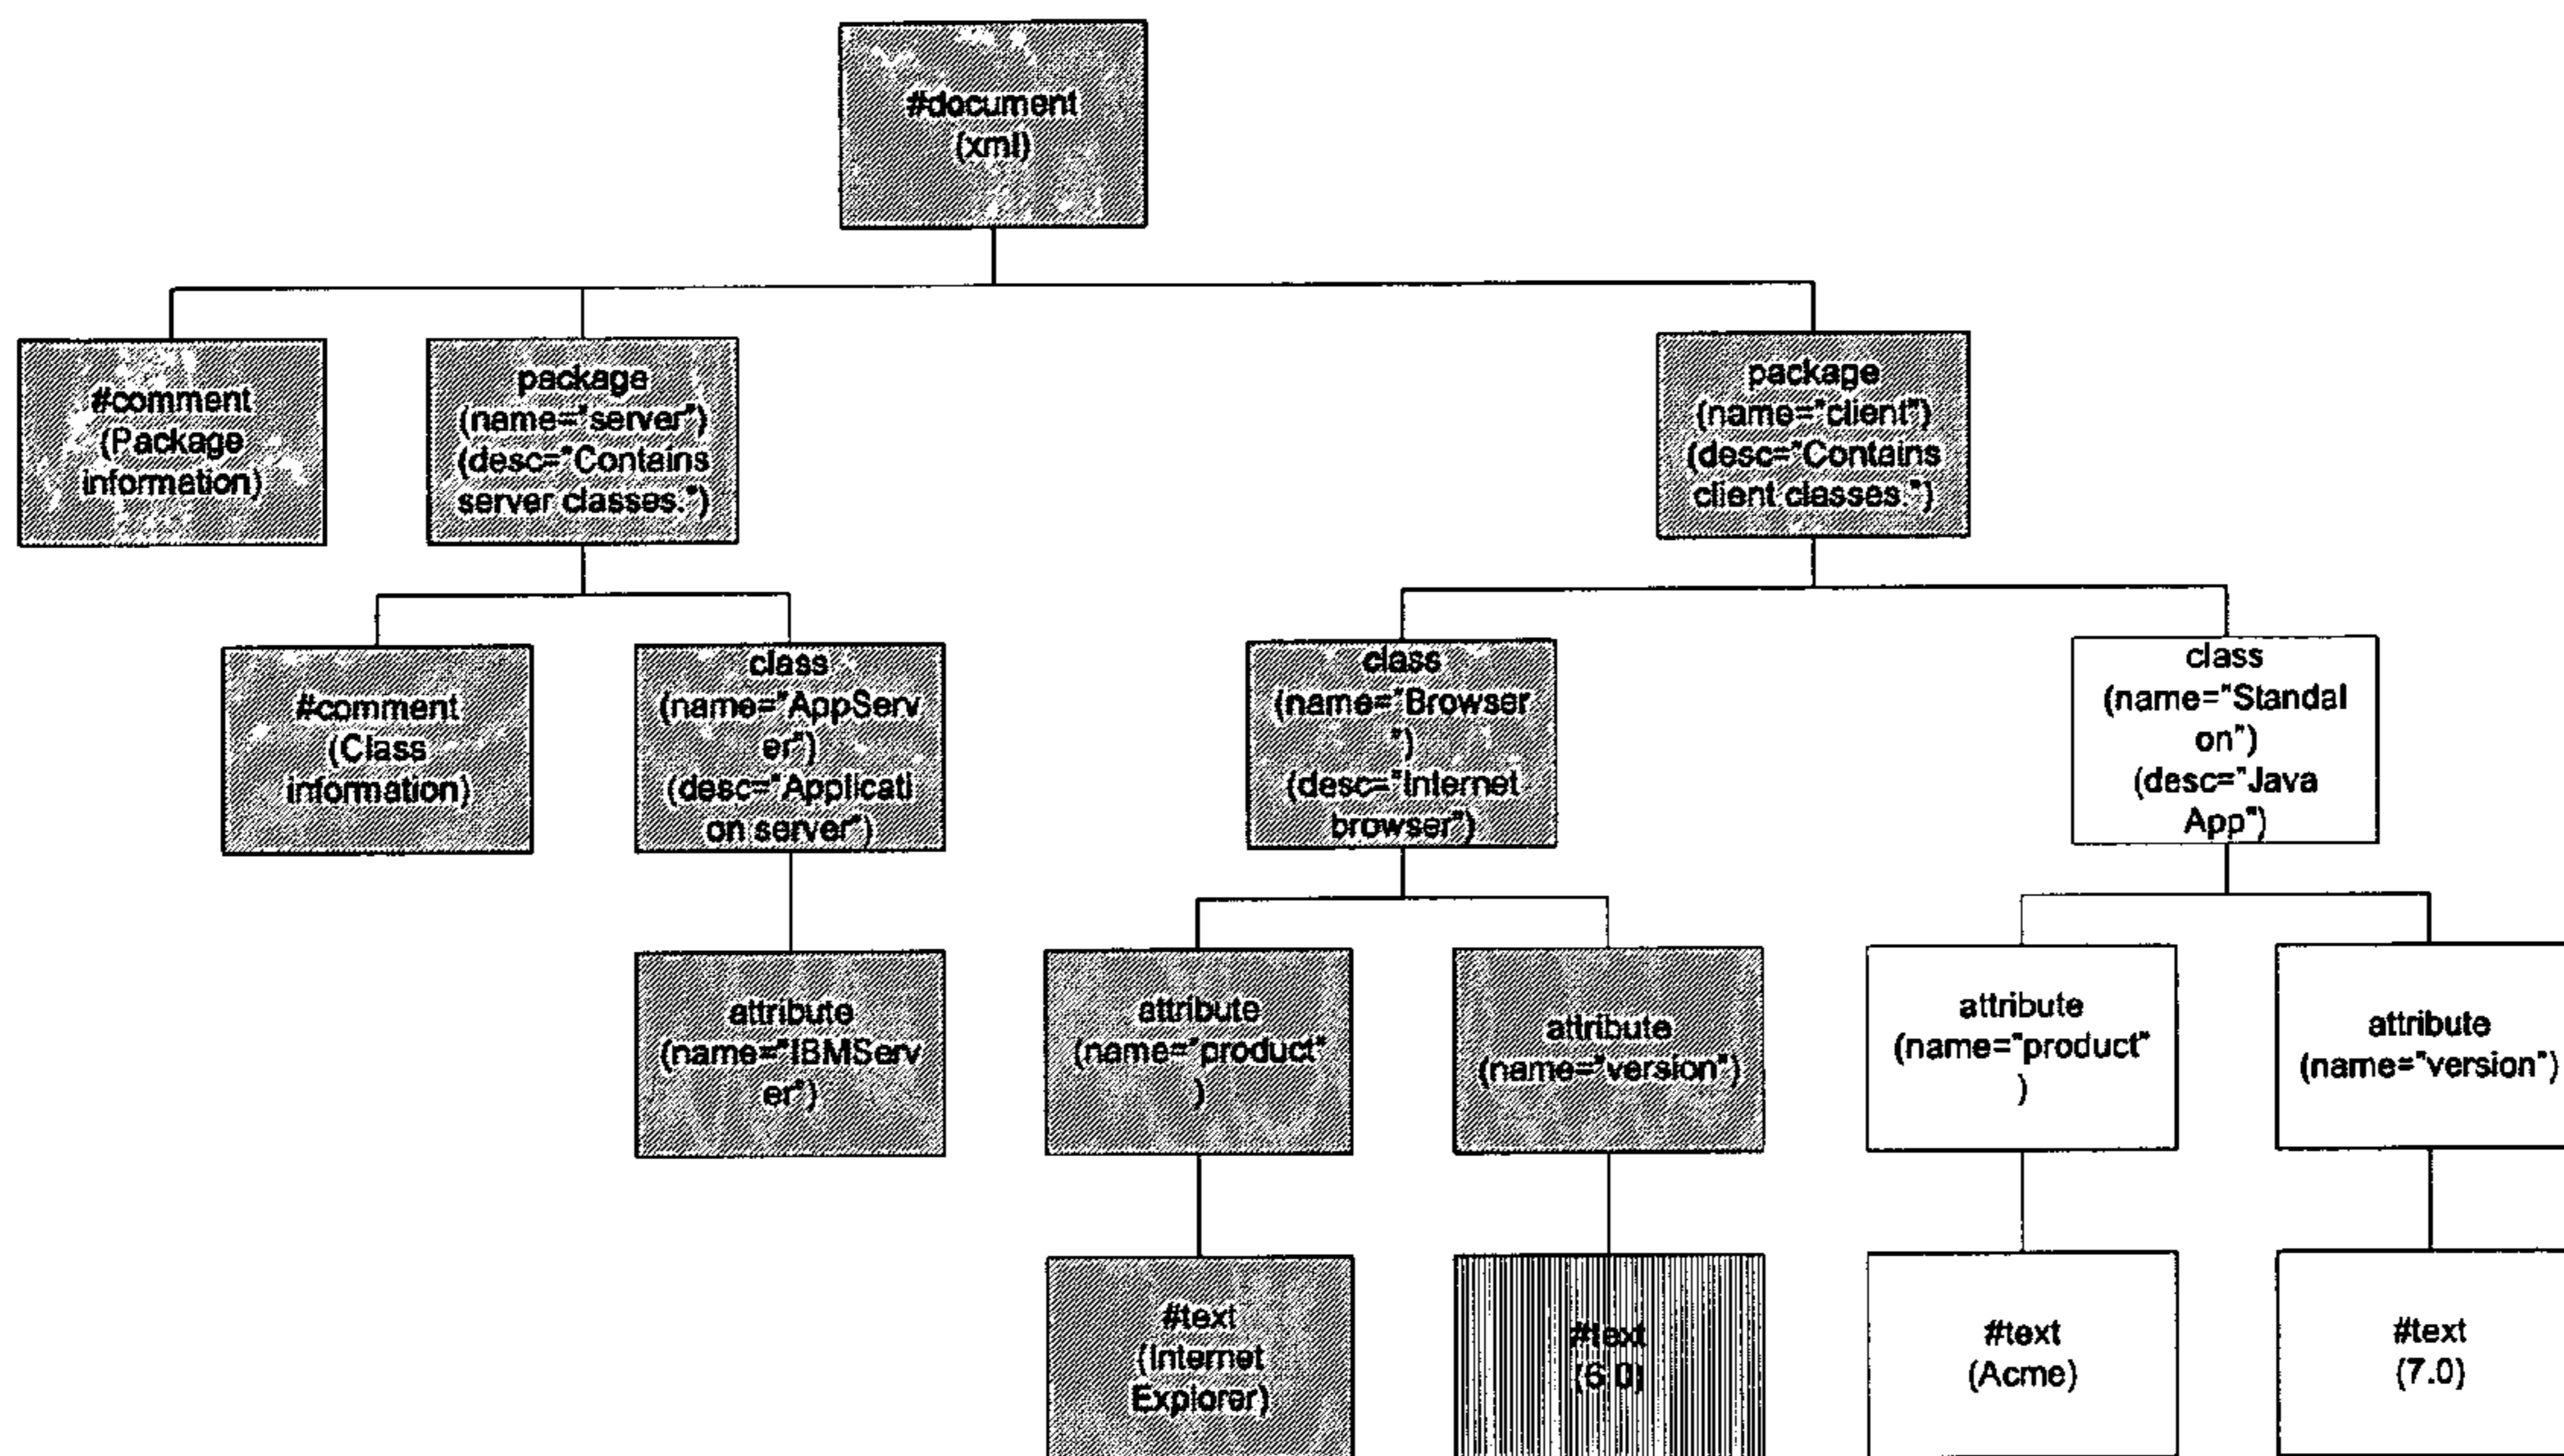 #document
(xml)
#comment
(Package
information)
package
(name="server")
(desc="Contains
server classes.")
package
(name="client")
(desc="Contains
client classes.")
#comment
(Class
information)
class
(name="AppServ
er")
(desc="Applicati
on server")
class
(name="Browser
")
(desc="Internet
browser")
class
(name="Standal
on")
(desc="Java
App")
attribute
(name="IBMServ
er")
attribute
(name="product"
)
attribute
(name="version")
attribute
(name="product"
)
attribute
(name="version")
#text
(Internet
Explorer)
#text
(6.0)
#text
(Acme)
#text
(7.0)